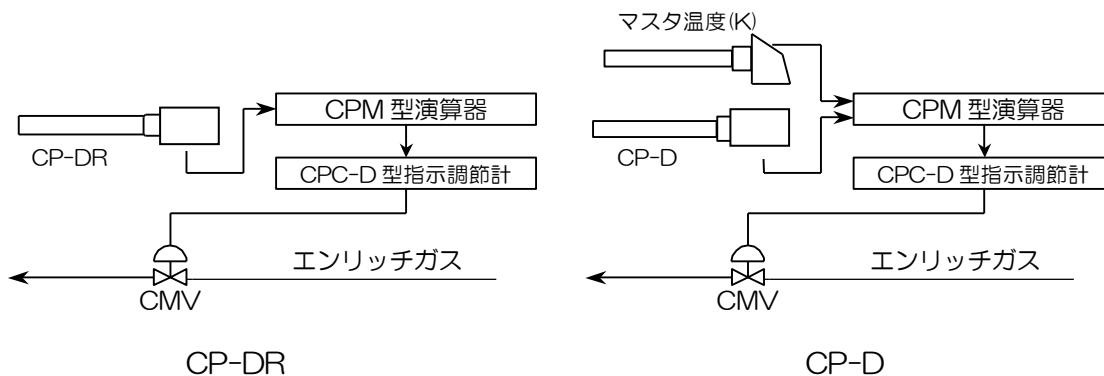 CP-DR
CPM 型演算器
CPC-D 型指示調節計
エンリッチガス
CMV
CP-DR
マスタ温度(K)
CP-D
CPM 型演算器
CPC-D 型指示調節計
エンリッチガス
CMV
CP-D